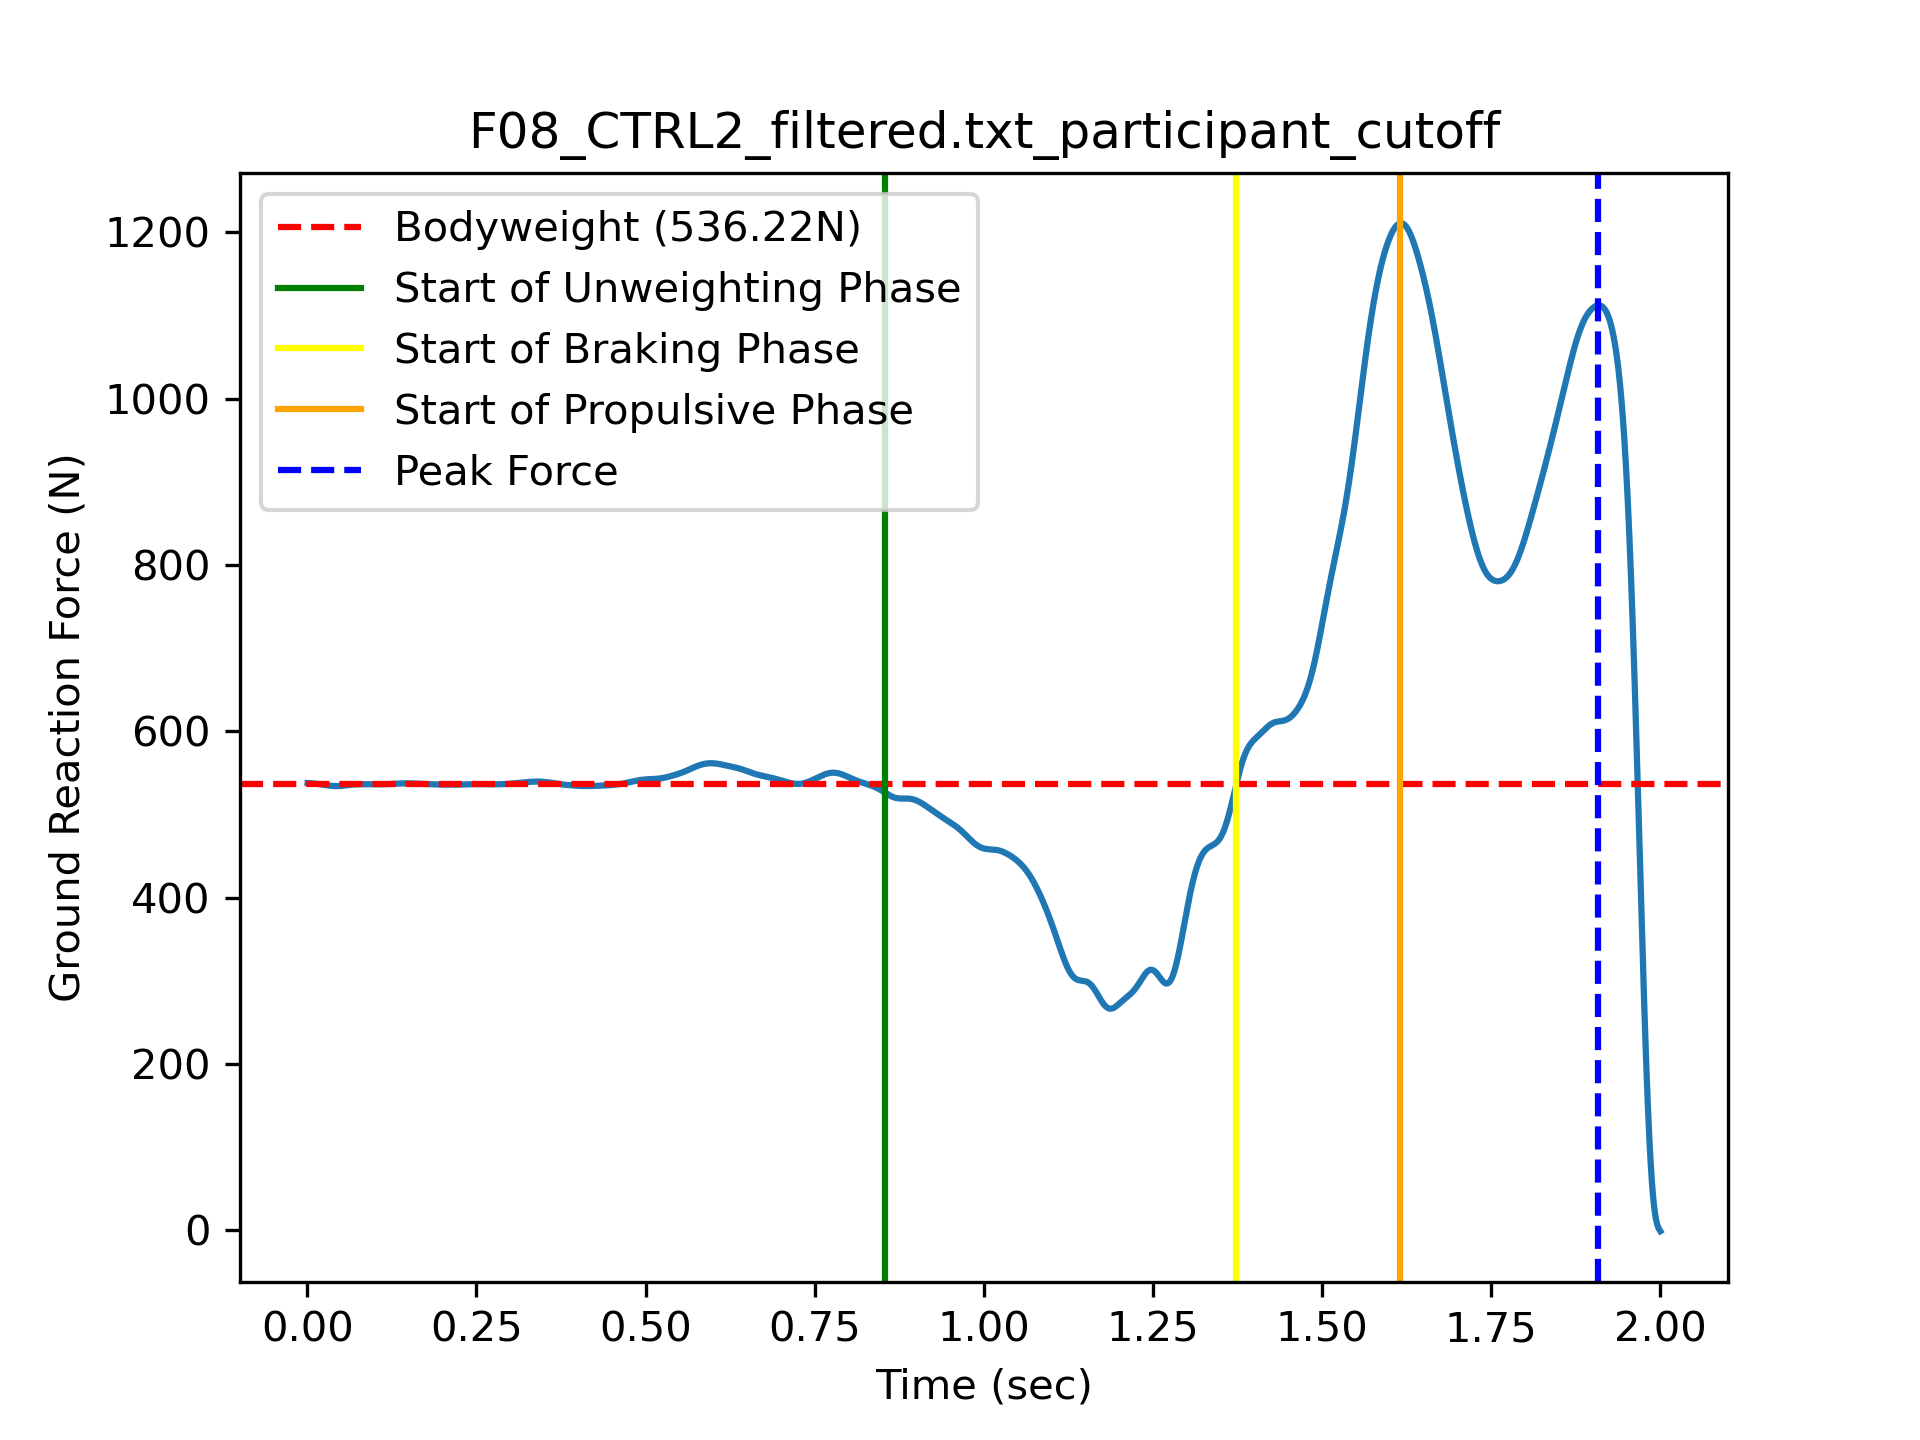 F08_CTRL2_filtered.txt_participant_cutoff
Bodyweight (536.22N)
Start of Unweighting Phase
Start of Braking Phase
Start of Propulsive Phase
Peak Force
Ground Reaction Force (N)
1200
1000
800
600
400
200
0
0.00 0.25 0.50 0.75 1.00 1.25 1.50 1.75 2.00
Time (sec)